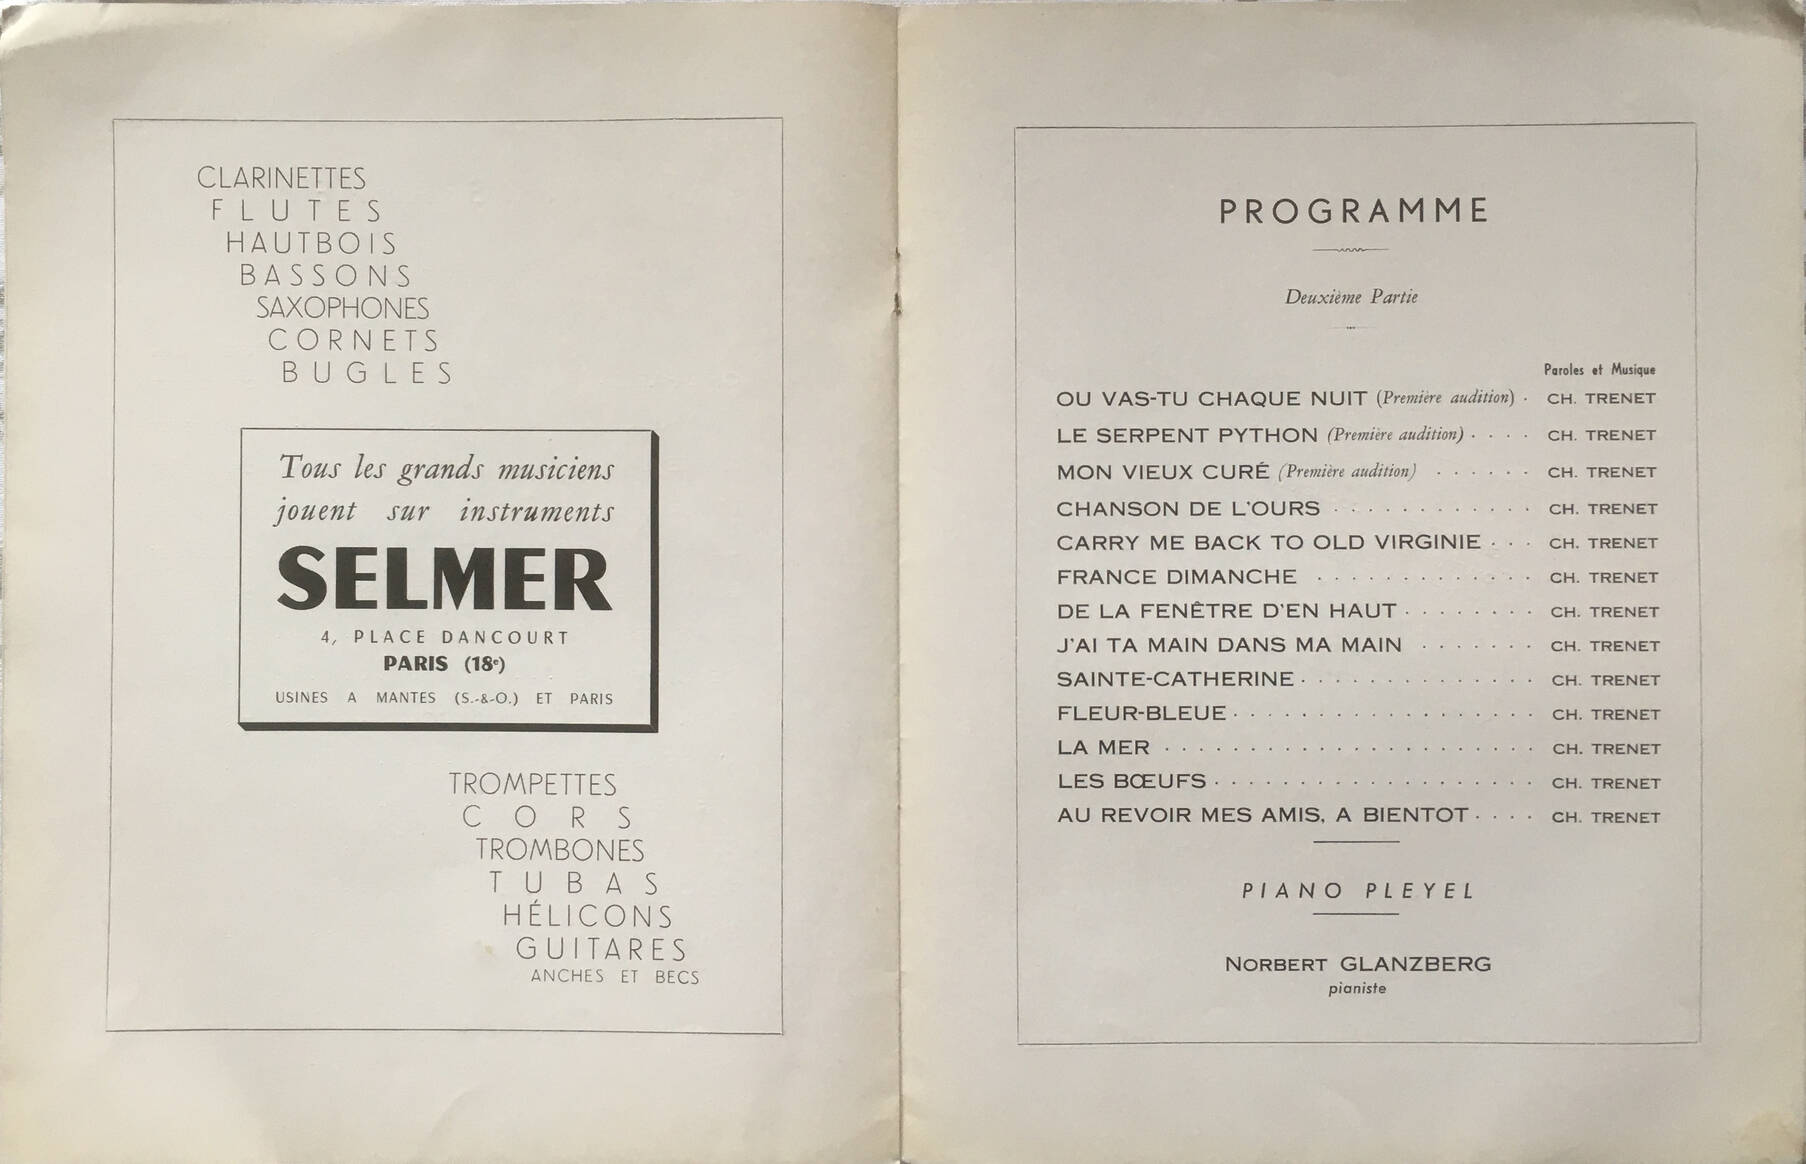 CLARINETTES
FLUTES
HAUTBOIS
BASSONS
SAXOPHONES
CORNETS
BUGLES
Tous les grands musiciens
jouent sur instruments
SELMER
4, PLACE DANCOURT
PARIS (18e)
USINES A MANTES (S.-&-O.) ET PARIS
TROMPETTES
CORS
TROMBONES
TUBAS
HÉLICONS
GUITARES
ANCHES ET BECS
PROGRAMME
Deuxième Partie
Paroles et Musique
OU VAS-TU CHAQUE NUIT (Première audition) · CH. TRENET
LE SERPENT PYTHON (Première audition) · · · · CH. TRENET
MON VIEUX CURÉ (Première audition) · · · · · · CH. TRENET
CHANSON DE L'OURS · · · · · · · · · · · · CH. TRENET
CARRY ME BACK TO OLD VIRGINIE · · · CH. TRENET
FRANCE DIMANCHE · · · · · · · · · · · · · CH. TRENET
DE LA FENÊTRE D'EN HAUT · · · · · · · · CH. TRENET
J'AI TA MAIN DANS MA MAIN · · · · · · · CH. TRENET
SAINTE-CATHERINE · · · · · · · · · · · · · · CH. TRENET
FLEUR-BLEUE · · · · · · · · · · · · · · · · · · CH. TRENET
LA MER · · · · · · · · · · · · · · · · · · · · · · CH. TRENET
LES BŒUFS · · · · · · · · · · · · · · · · · · · CH. TRENET
AU REVOIR MES AMIS, A BIENTOT · · · · CH. TRENET
PIANO PLEYEL
NORBERT GLANZBERG
pianiste